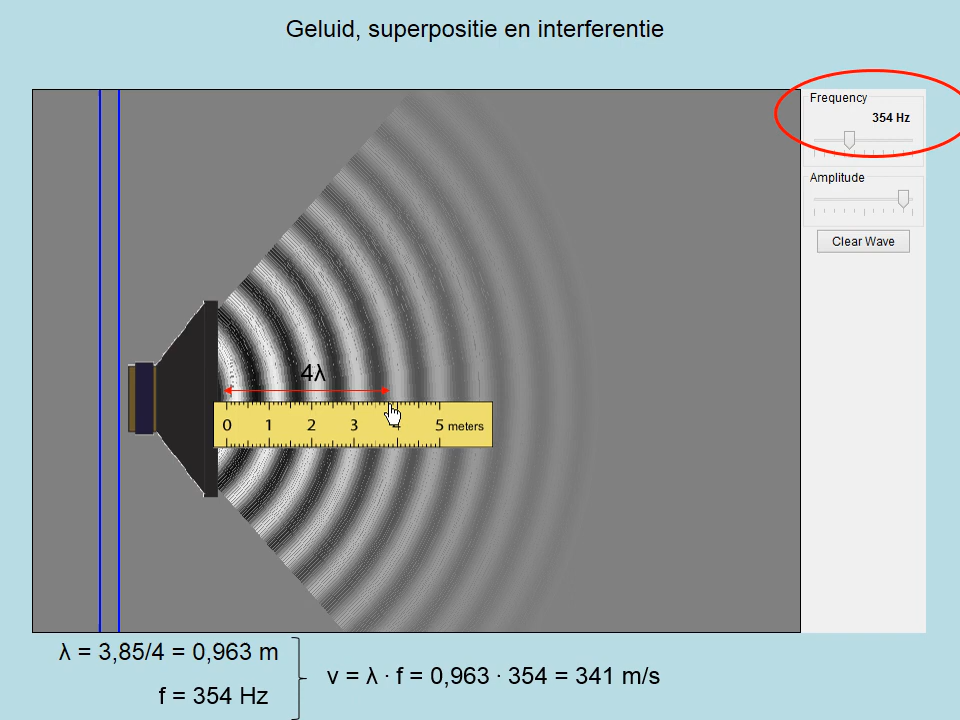 Geluid, superpositie en interferentie
Frequency
354 Hz
Amplitude
Clear Wave
4λ
0 1 2 3 4 5 meters
λ = 3,85/4 = 0,963 m
f = 354 Hz
v = λ · f = 0,963 · 354 = 341 m/s